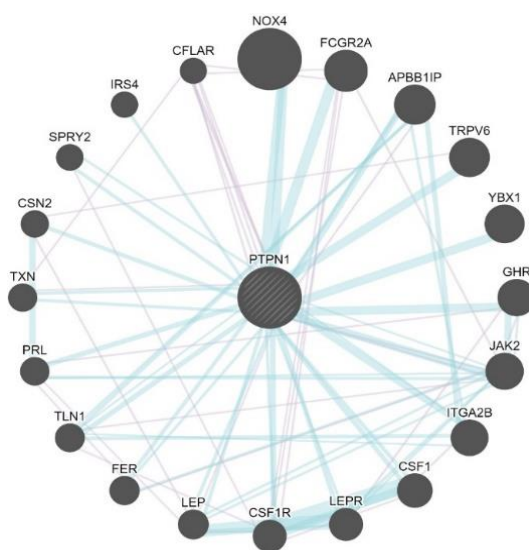 NOX4
CFLAR
FCGR2A
IRS4
APBB1IP
SPRY2
TRPV6
CSN2
YBX1
PTPN1
TXN
GHR
PRL
JAK2
TLN1
ITGA2B
FER
CSF1
LEP
CSF1R
LEPR